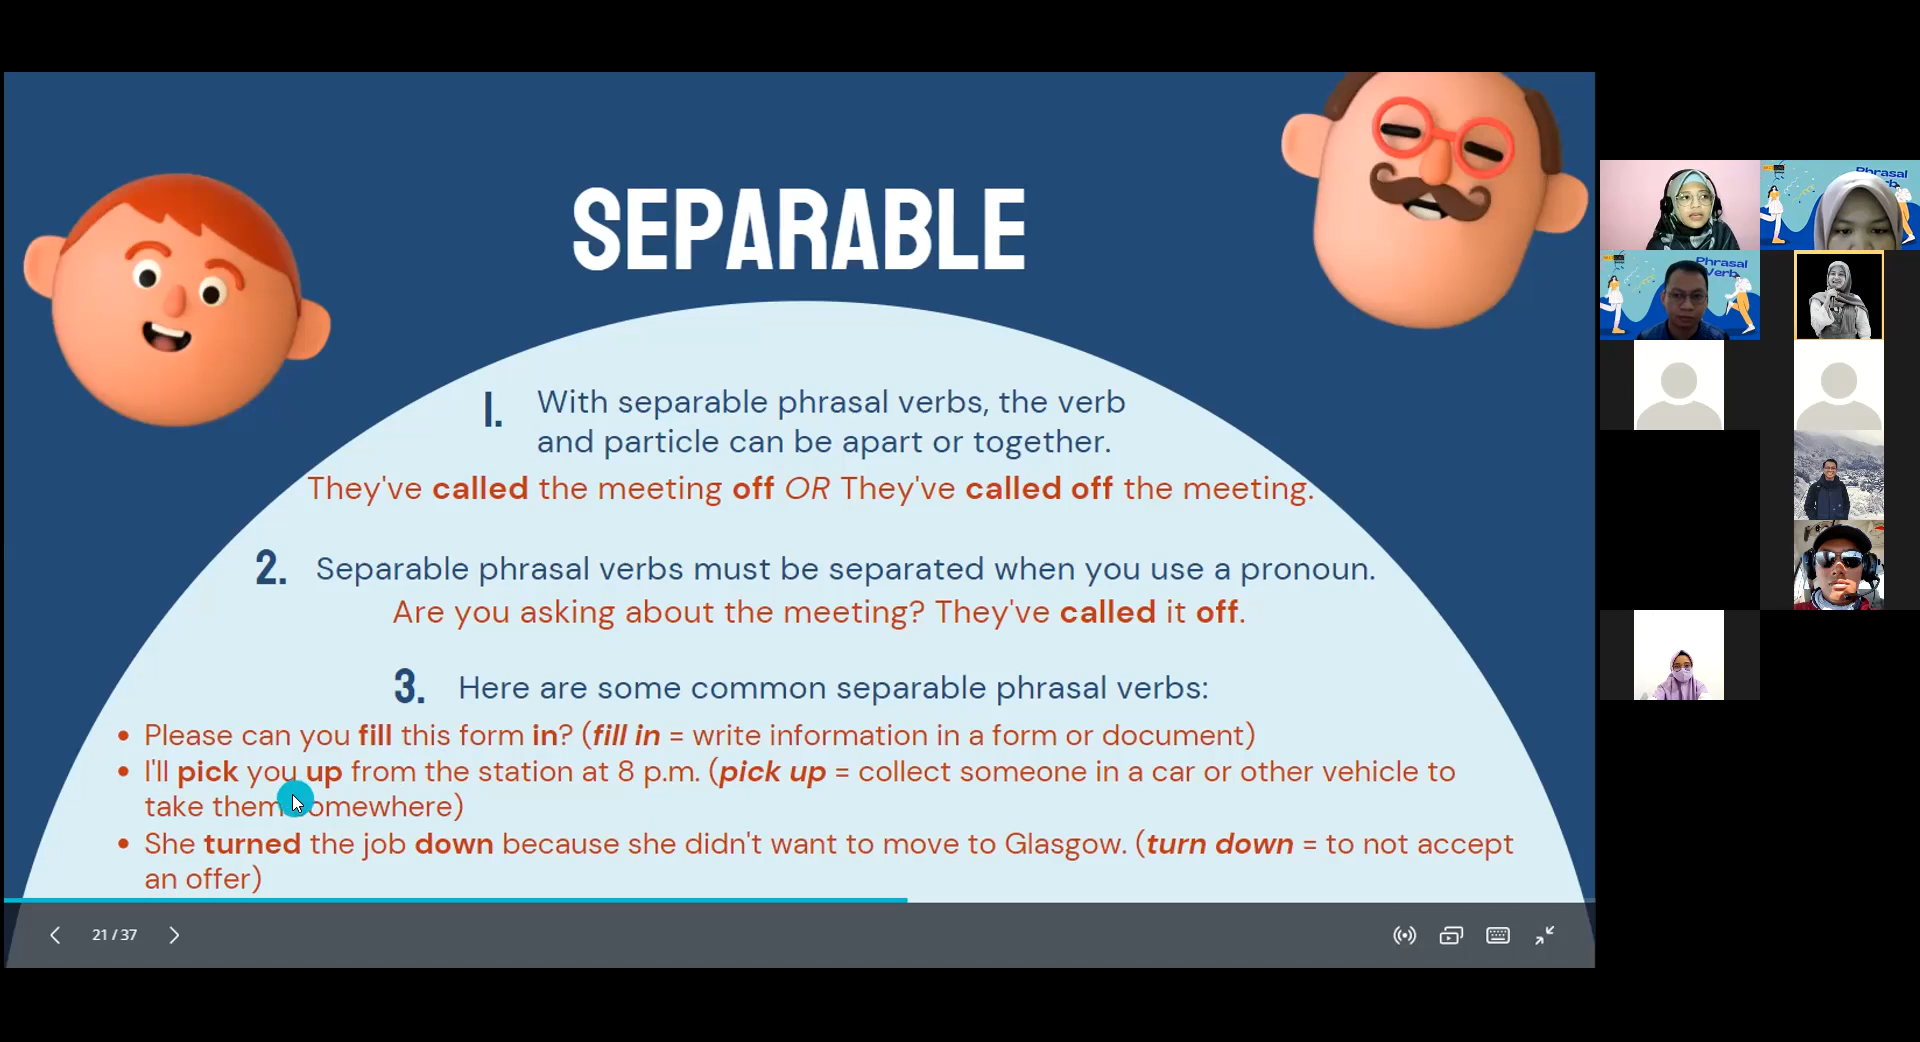 SEPARABLE
1. With separable phrasal verbs, the verb
and particle can be apart or together.
They've called the meeting off OR They've called off the meeting.
2. Separable phrasal verbs must be separated when you use a pronoun.
Are you asking about the meeting? They've called it off.
3. Here are some common separable phrasal verbs:
• Please can you fill this form in? (fill in = write information in a form or document)
• I'll pick you up from the station at 8 p.m. (pick up = collect someone in a car or other vehicle to
take them somewhere)
• She turned the job down because she didn't want to move to Glasgow. (turn down = to not accept
an offer)
21 / 37
Phrasal
Phrasal
Verb